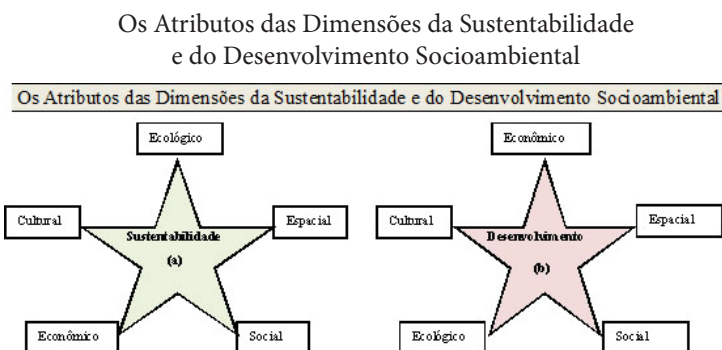 Os Atributos das Dimensões da Sustentabilidade
e do Desenvolvimento Socioambiental
Os Atributos das Dimensões da Sustentabilidade e do Desenvolvimento Socioambiental
Ecológico
Cultural
Espacial
Sustentabilidade
(a)
Econômico
Social
Econômico
Cultural
Espacial
Desenvolvimento
(b)
Ecológico
Social